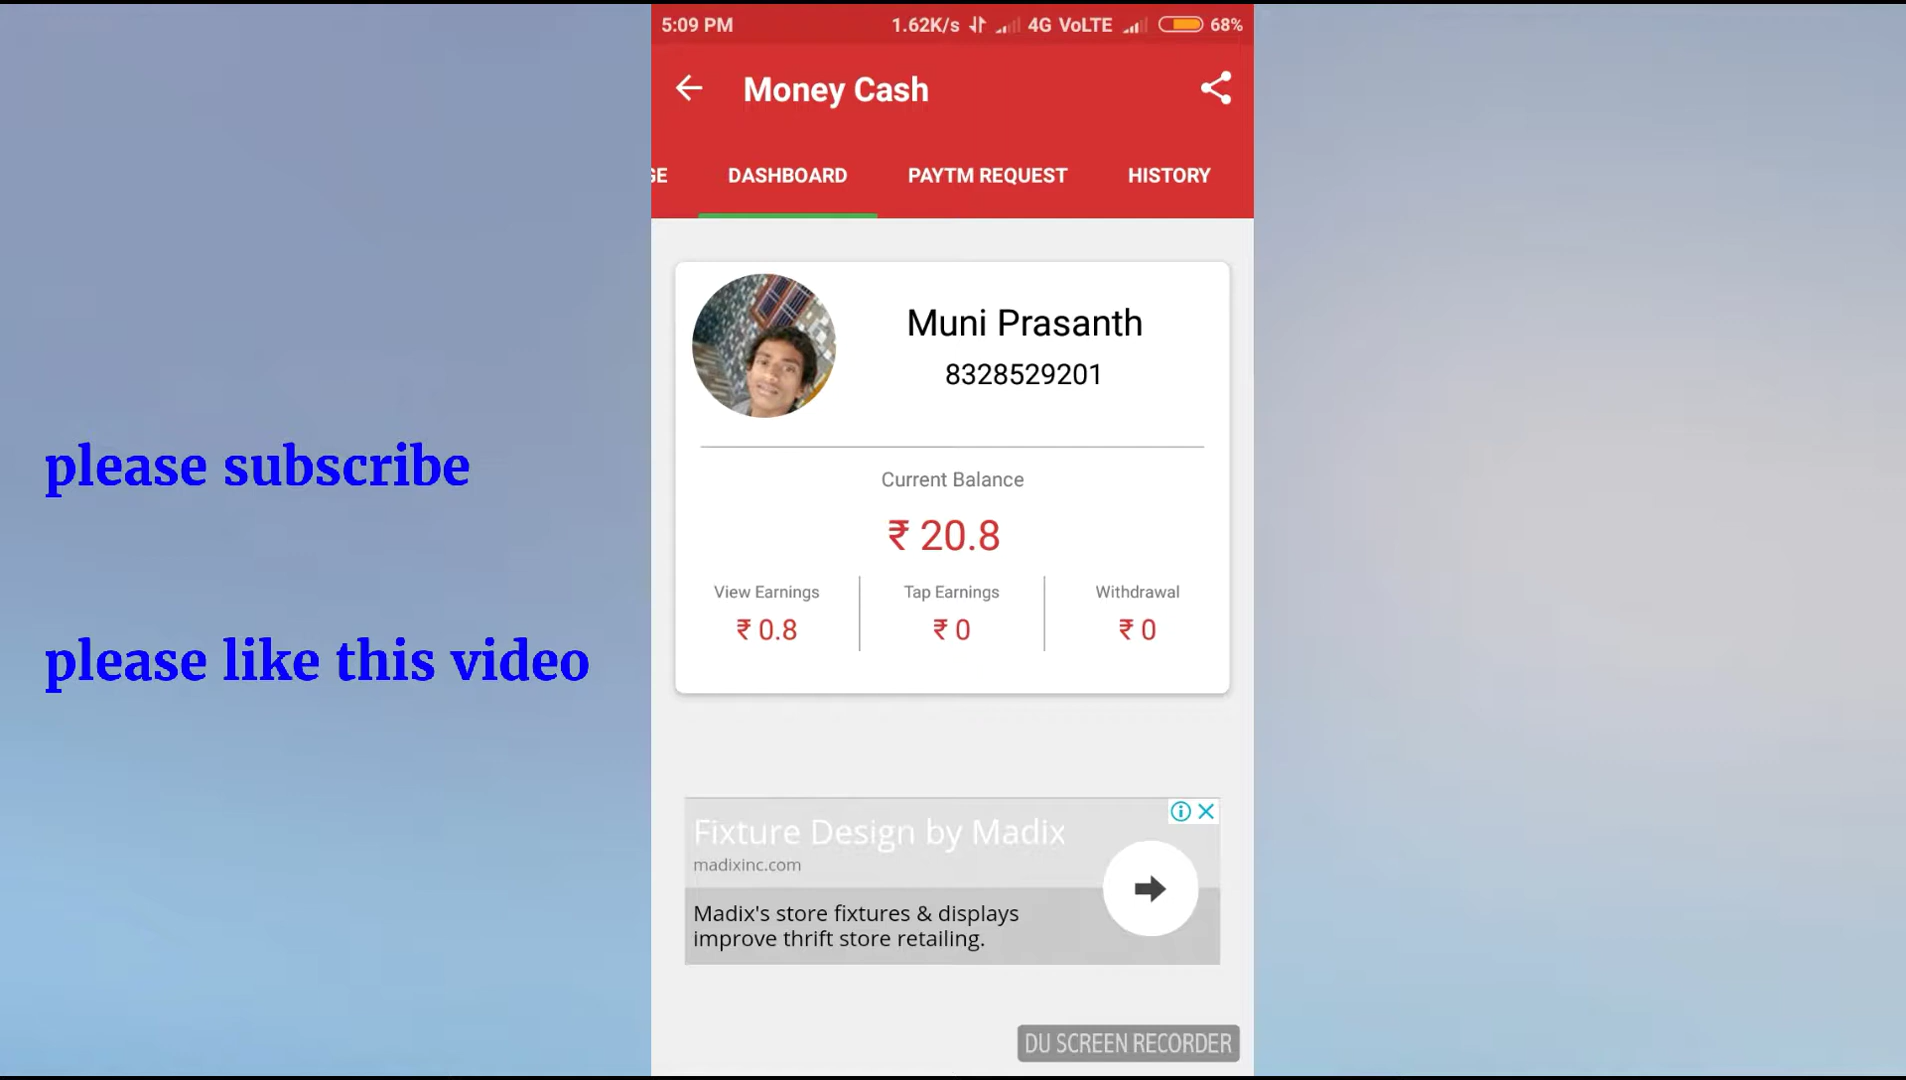 5:09 PM 1.62K/s 4G VoLTE 68%
Money Cash
GE DASHBOARD PAYTM REQUEST HISTORY
Muni Prasanth
8328529201
please subscribe
Current Balance
₹ 20.8
View Earnings Tap Earnings Withdrawal
₹ 0.8 ₹ 0 ₹ 0
please like this video
Fixture Design by Madix
madixinc.com
Madix's store fixtures & displays
improve thrift store retailing.
DU SCREEN RECORDER